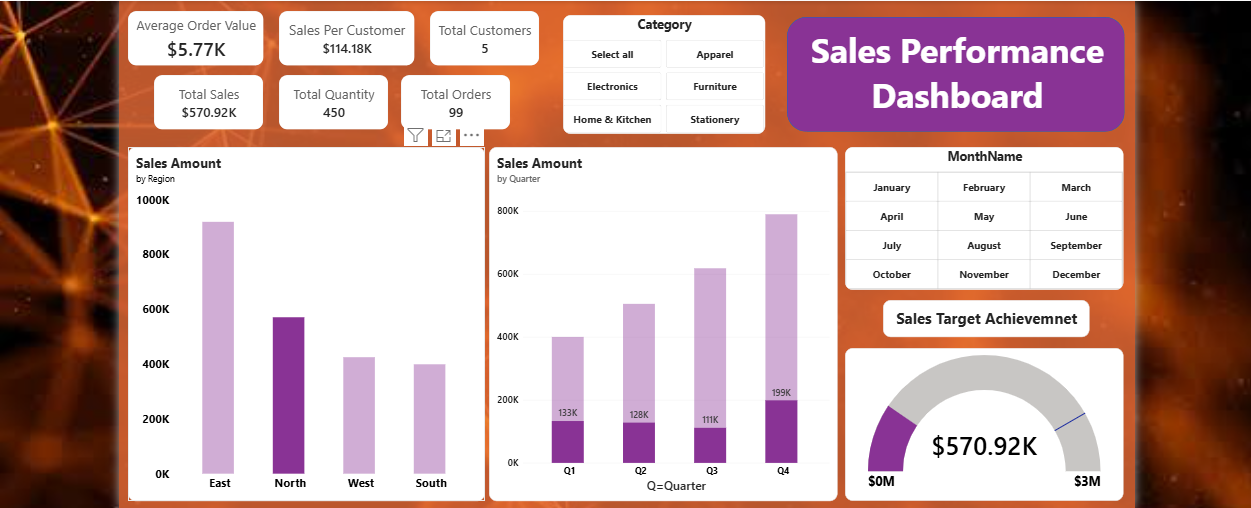 Average Order Value
$5.77K
Sales Per Customer
$114.18K
Total Customers
5
Total Sales
$570.92K
Total Quantity
450
Total Orders
99
Category
Select all
Apparel
Electronics
Furniture
Home & Kitchen
Stationery
Sales Performance
Dashboard
Sales Amount
by Region
1000K
800K
600K
400K
200K
0K
East North West South
Sales Amount
by Quarter
800K
600K
400K
200K
0K
133K
128K
111K
199K
Q1 Q2 Q3 Q4
Q=Quarter
MonthName
January February March
April May June
July August September
October November December
Sales Target Achievemnet
$570.92K
$0M $3M